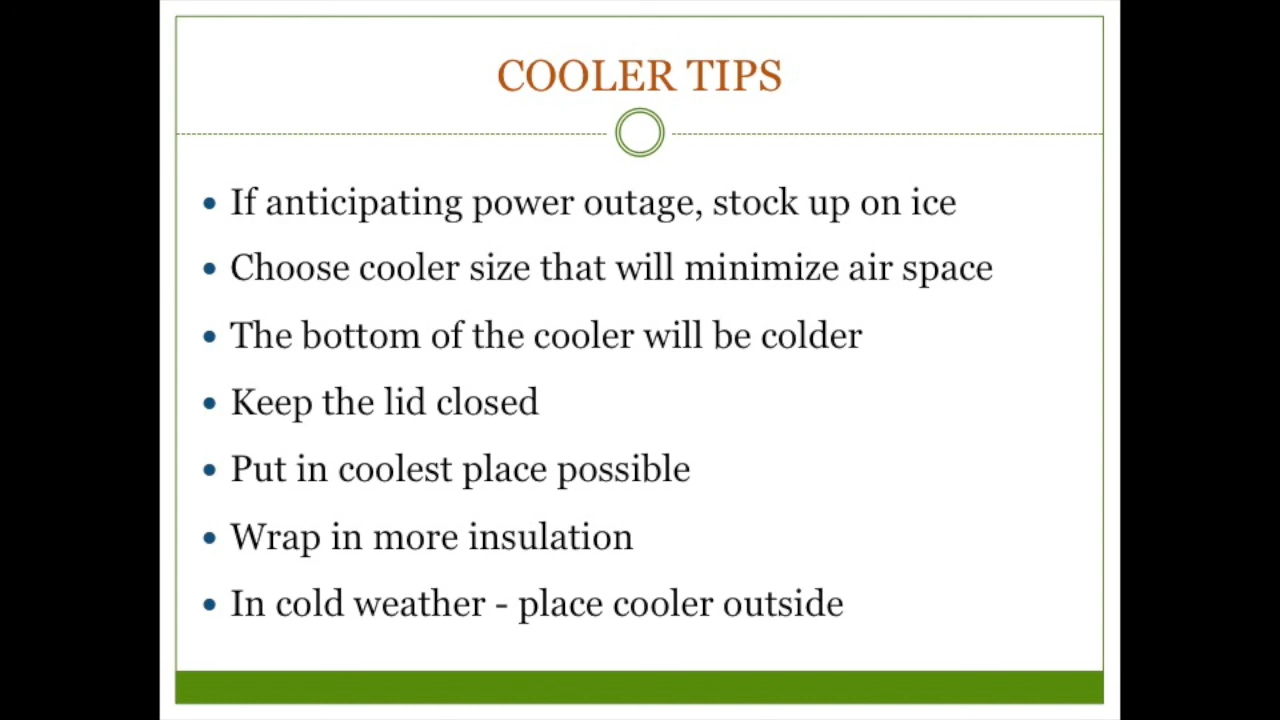 COOLER TIPS
• If anticipating power outage, stock up on ice
• Choose cooler size that will minimize air space
• The bottom of the cooler will be colder
• Keep the lid closed
• Put in coolest place possible
• Wrap in more insulation
• In cold weather - place cooler outside